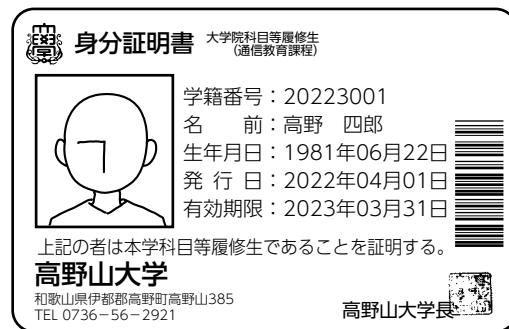 身分証明書 大学院科目等履修生
(通信教育課程)
学籍番号：20223001
名　前：高野　四郎
生年月日：1981年06月22日
発 行 日：2022年04月01日
有効期限：2023年03月31日
上記の者は本学科目等履修生であることを証明する。
高野山大学
和歌山県伊都郡高野町高野山385
TEL 0736－56－2921
高野山大学長